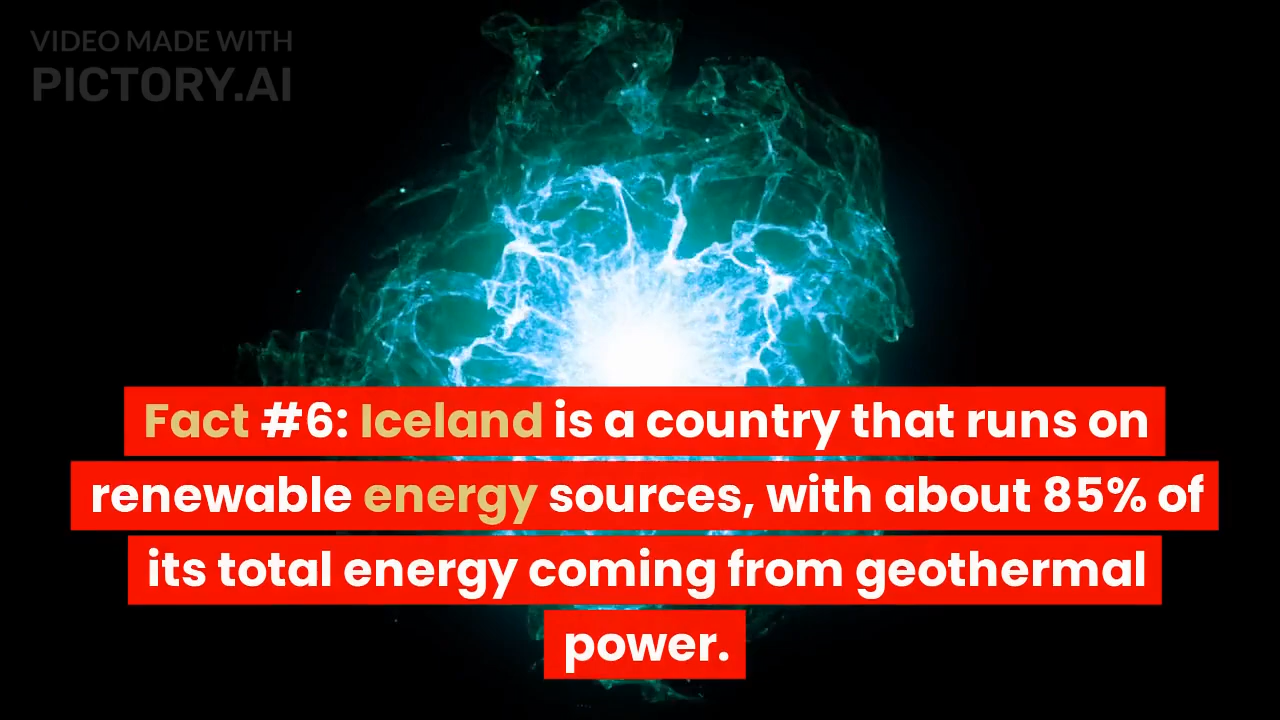 VIDEO MADE WITH
PICTORY.AI
Fact #6: Iceland is a country that runs on
renewable energy sources, with about 85% of
its total energy coming from geothermal
power.